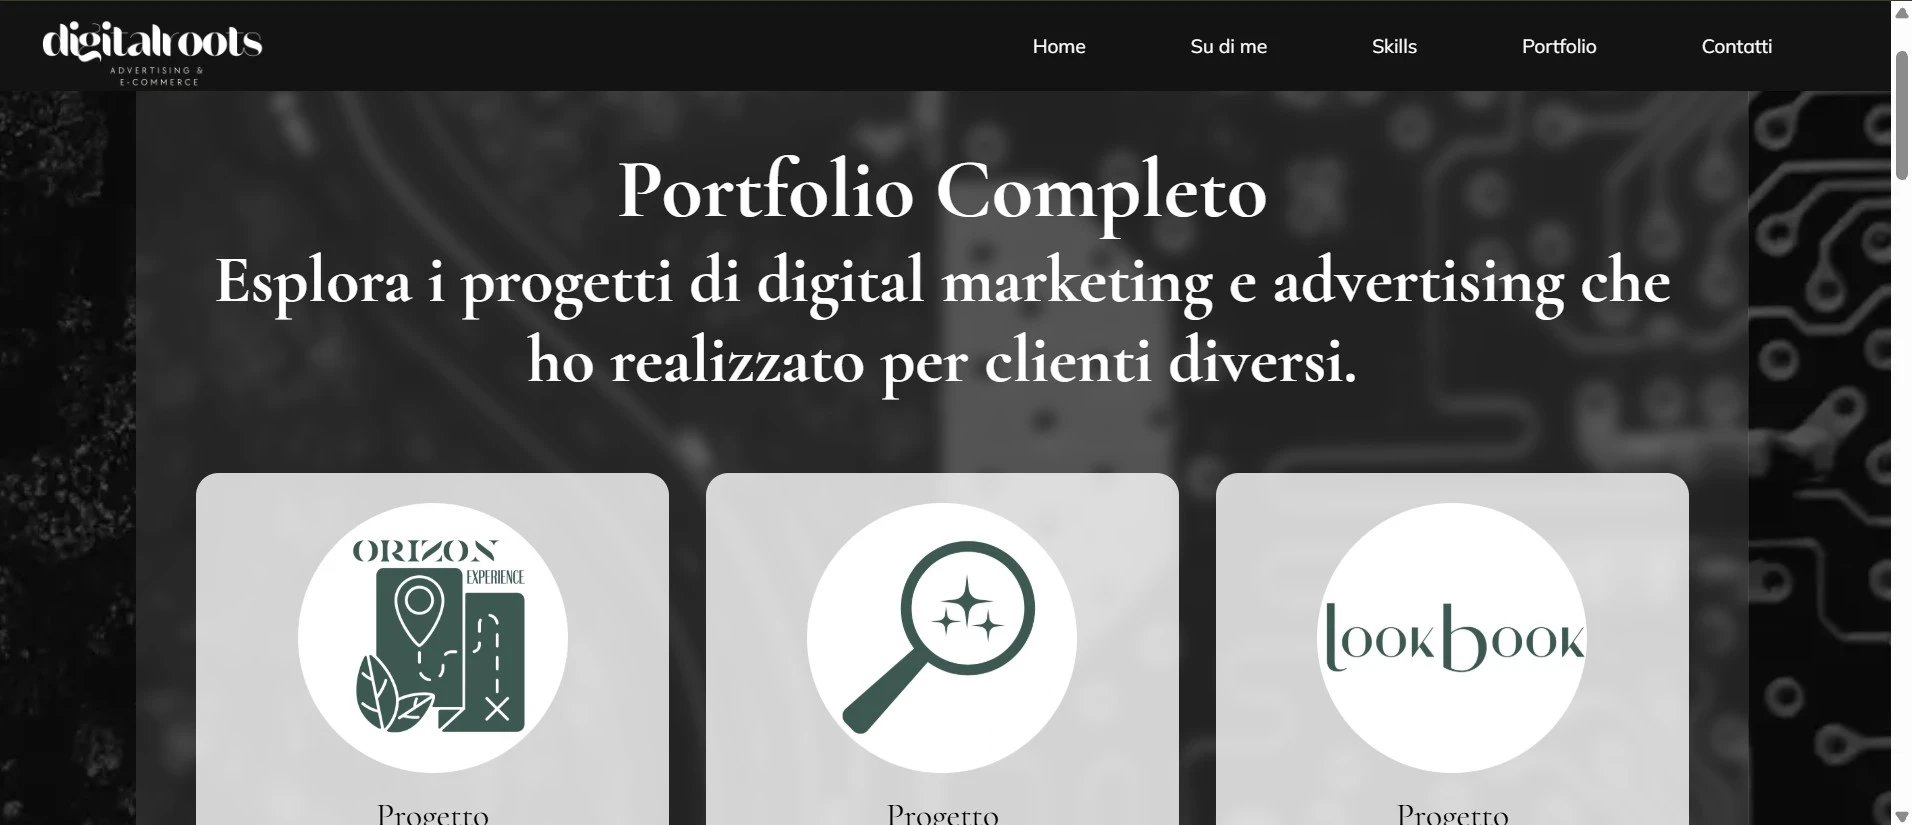 digitalroots
ADVERTISING &
E-COMMERCE
Home
Su di me
Skills
Portfolio
Contatti
Portfolio Completo
Esplora i progetti di digital marketing e advertising che
ho realizzato per clienti diversi.
ORIZON
EXPERIENCE
lookbook
Progetto
Progetto
Progetto